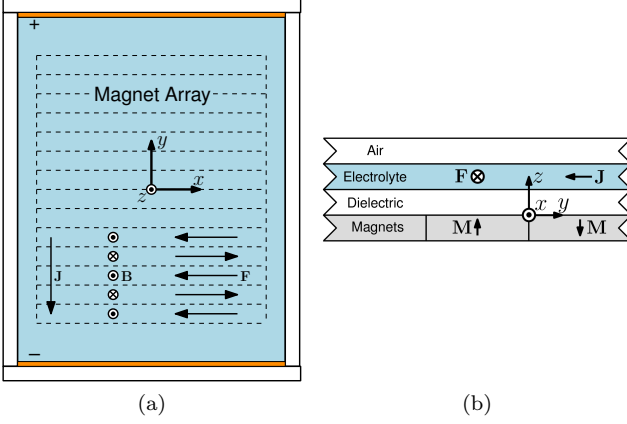 +
Magnet Array
y
x
z
J
B
F
−
(a)
Air
Electrolyte F z J
Dielectric x y
Magnets M M
(b)